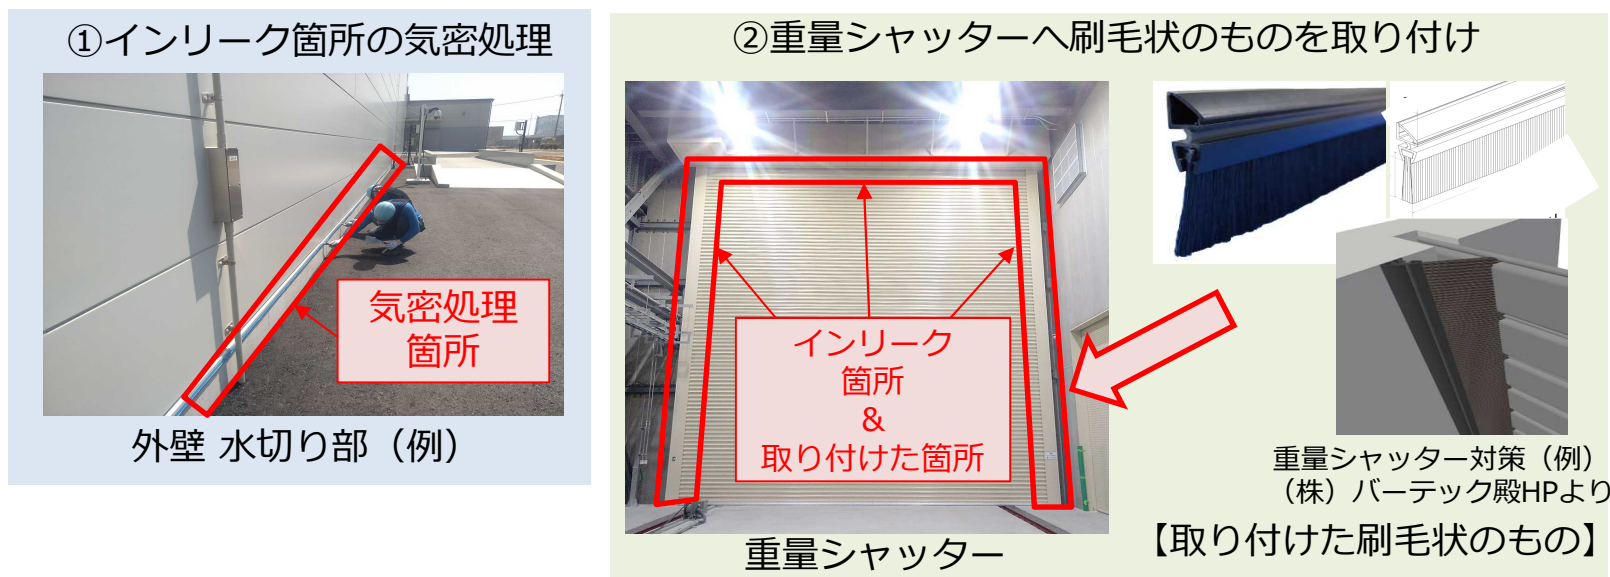 ①インリーク箇所の気密処理
気密処理
箇所
外壁 水切り部（例）
②重量シャッターへ刷毛状のものを取り付け
インリーク
箇所
&
取り付けた箇所
重量シャッター
重量シャッター対策（例）
（株）バーテック殿HPより
【取り付けた刷毛状のもの】